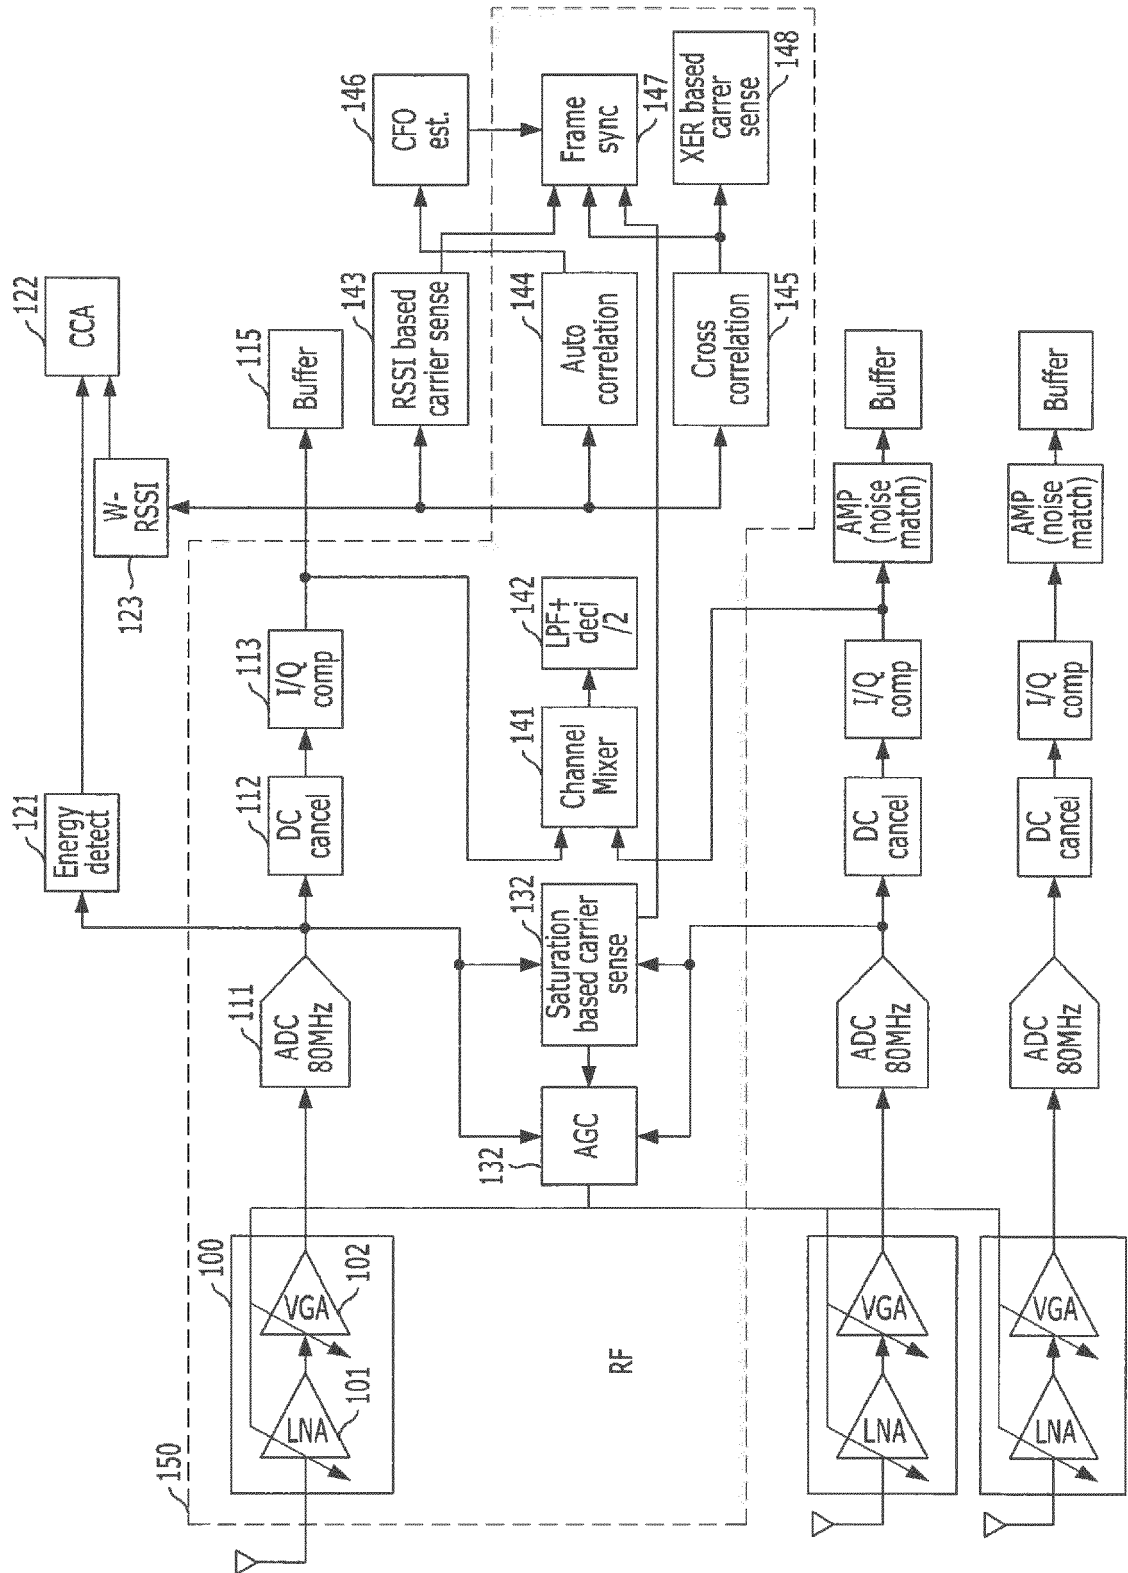 150
100
LNA
101
VGA
102
111
ADC
80MHz
112
DC
cancel
113
I/Q
comp
115
Buffer
121
Energy
detect
122
CCA
W-
RSSI
123
RF
132
AGC
132
Saturation
based carrier
sense
141
Channel
Mixer
142
LPF+
deci
/2
143
RSSI based
carrier sense
144
Auto
correlation
145
Cross
correlation
146
CFO
est.
147
Frame
sync
148
XER based
carrer
sense
LNA
VGA
ADC
80MHz
DC
cancel
I/Q
comp
AMP
(noise
match)
Buffer
LNA
VGA
ADC
80MHz
DC
cancel
I/Q
comp
AMP
(noise
match)
Buffer